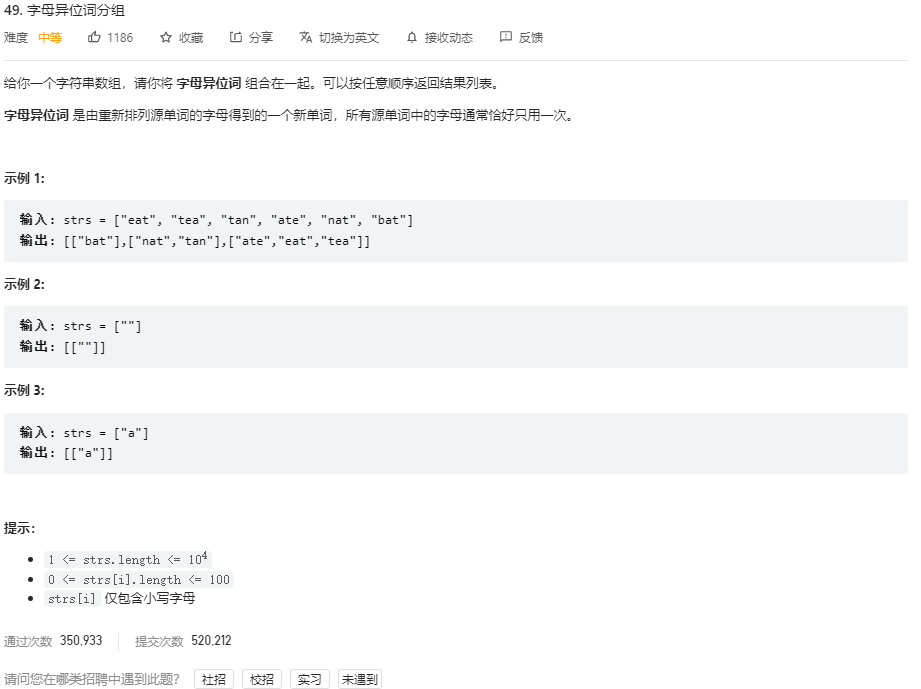 49. 字母异位词分组
难度 中等 1186 收藏 分享 切换为英文 接收动态 反馈
给你一个字符串数组，请你将 字母异位词 组合在一起。可以按任意顺序返回结果列表。
字母异位词 是由重新排列源单词的字母得到的一个新单词，所有源单词中的字母通常恰好只用一次。
示例 1:
输入: strs = ["eat", "tea", "tan", "ate", "nat", "bat"]
输出: [["bat"],["nat","tan"],["ate","eat","tea"]]
示例 2:
输入: strs = [""]
输出: [[""]]
示例 3:
输入: strs = ["a"]
输出: [["a"]]
提示：
1 <= strs.length <= 10⁴
0 <= strs[i].length <= 100
strs[i] 仅包含小写字母
通过次数 350,933 提交次数 520,212
请问您在哪类招聘中遇到此题？ 社招 校招 实习 未遇到